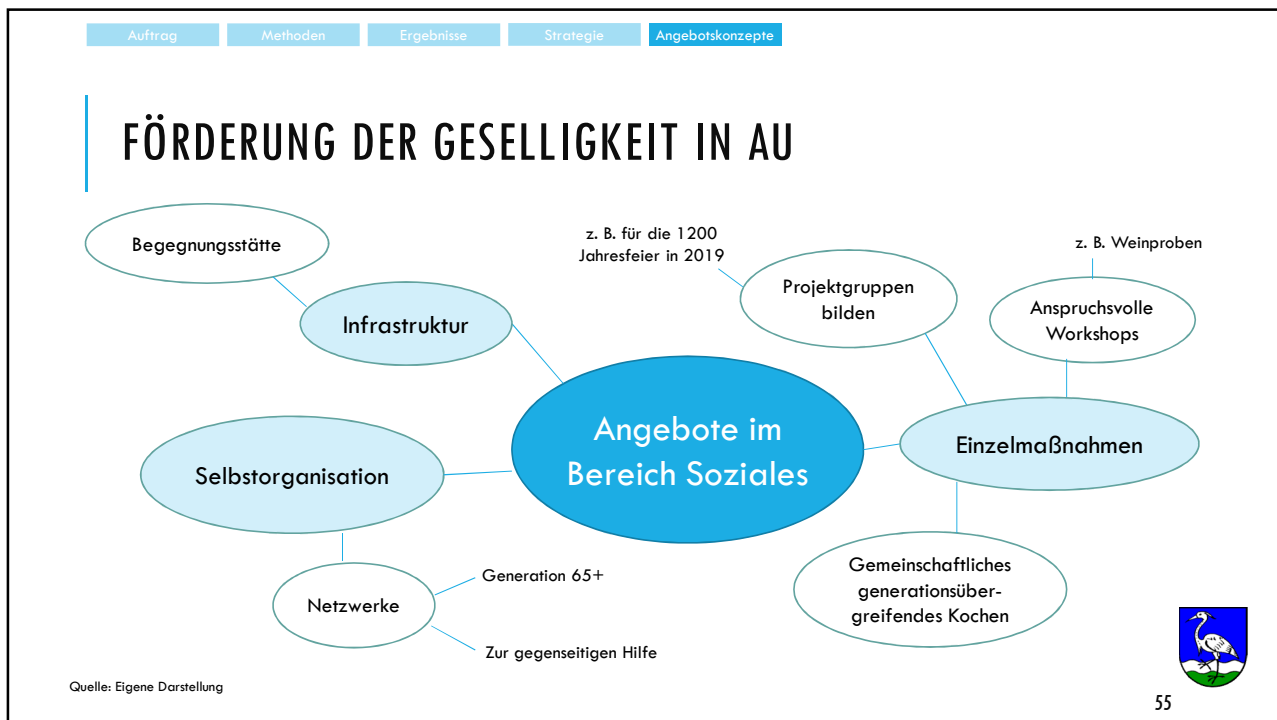 Auftrag
Methoden
Ergebnisse
Strategie
Angebotskonzepte
FÖRDERUNG DER GESELLIGKEIT IN AU
Begegnungsstätte
Infrastruktur
z. B. für die 1200
Jahresfeier in 2019
Projektgruppen
bilden
z. B. Weinproben
Anspruchsvolle
Workshops
Angebote im
Bereich Soziales
Einzelmaßnahmen
Selbstorganisation
Netzwerke
Generation 65+
Zur gegenseitigen Hilfe
Gemeinschaftliches
generationsüber-
greifendes Kochen
Quelle: Eigene Darstellung
55